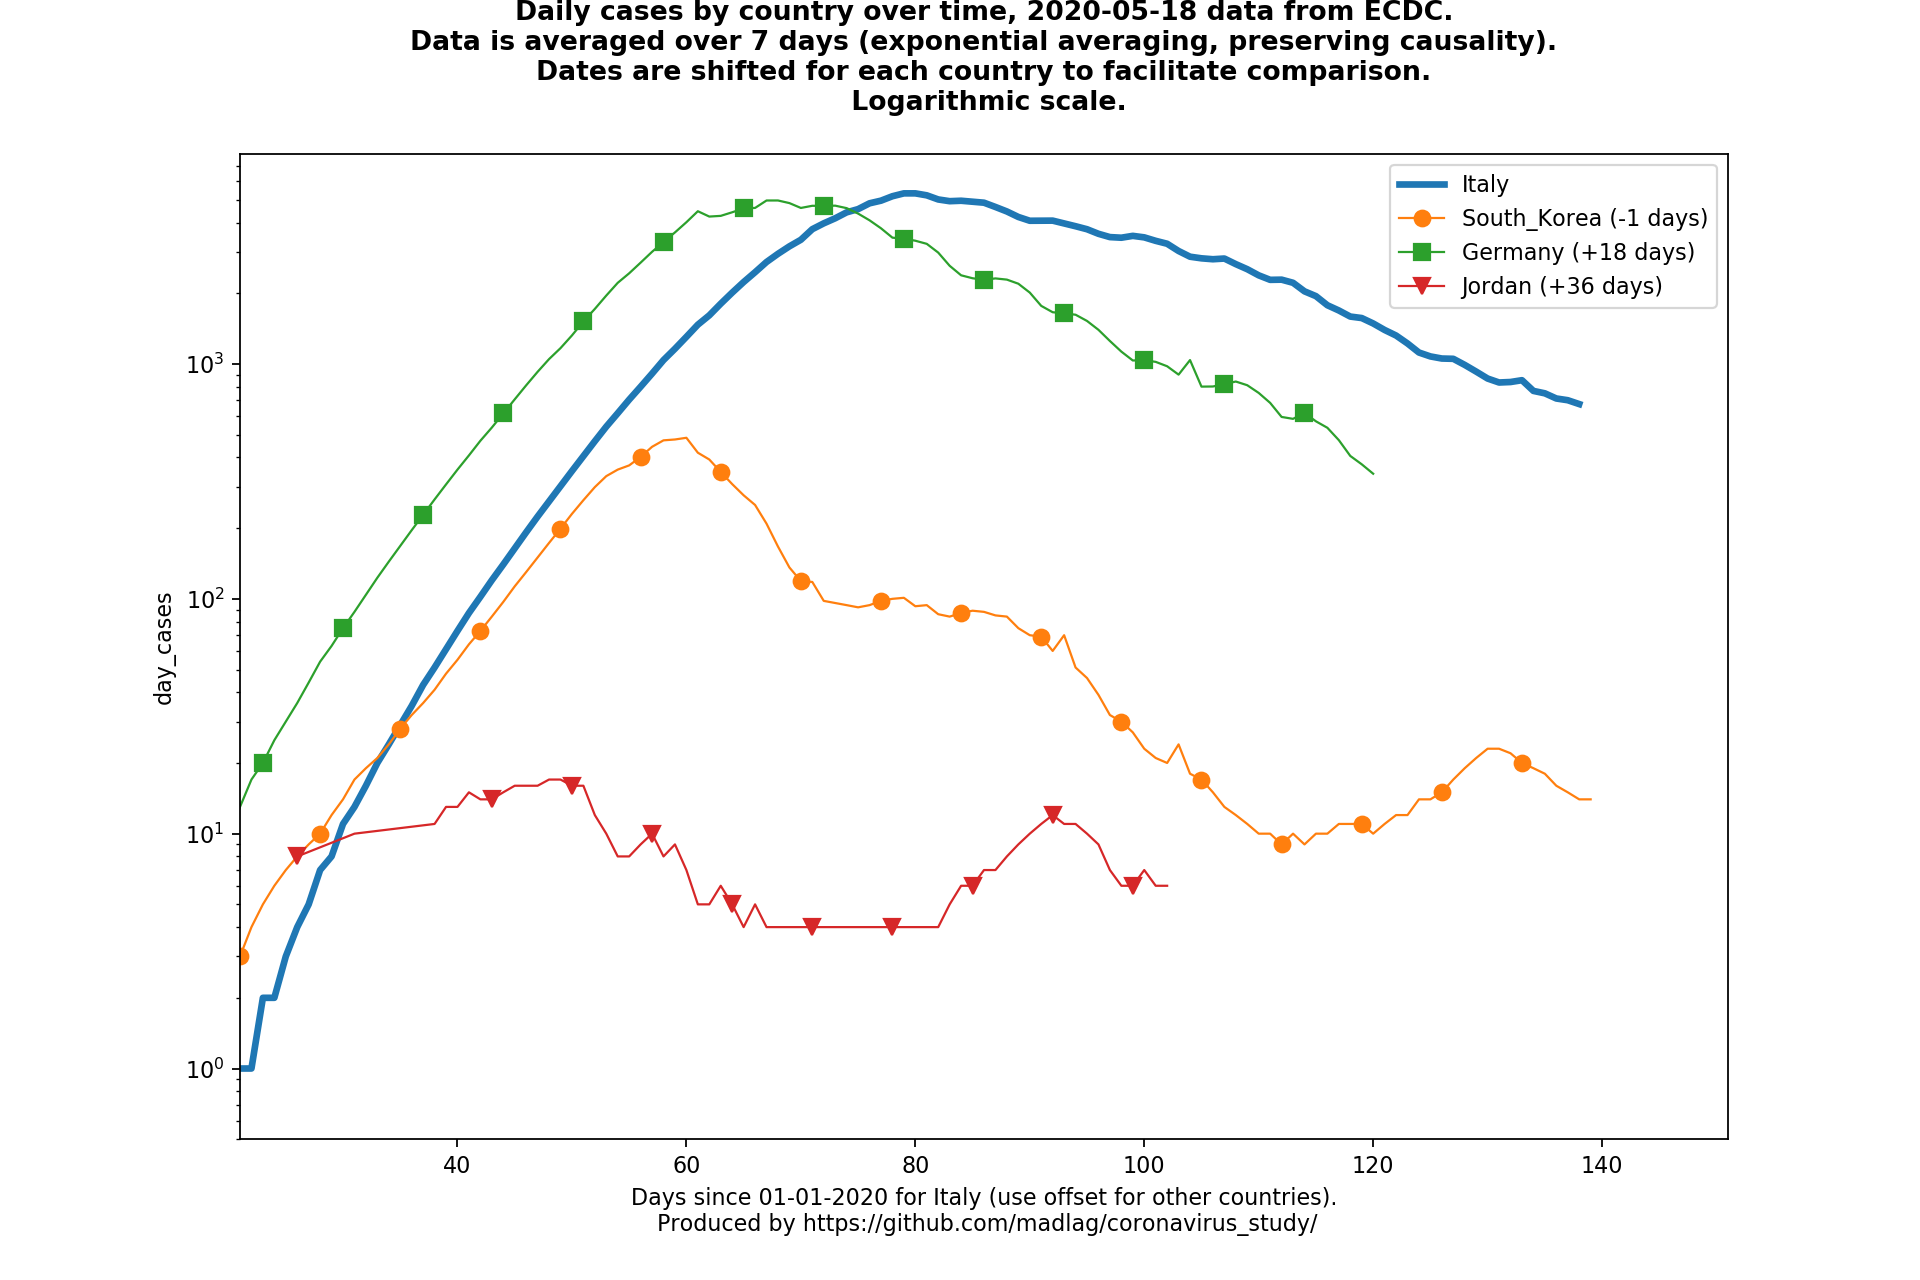 Daily cases by country over time, 2020-05-18 data from ECDC.
Data is averaged over 7 days (exponential averaging, preserving causality).
Dates are shifted for each country to facilitate comparison.
Logarithmic scale.
Italy
South_Korea (-1 days)
Germany (+18 days)
Jordan (+36 days)
10³
10²
10¹
10⁰
day_cases
40 60 80 100 120 140
Days since 01-01-2020 for Italy (use offset for other countries).
Produced by https://github.com/madlag/coronavirus_study/